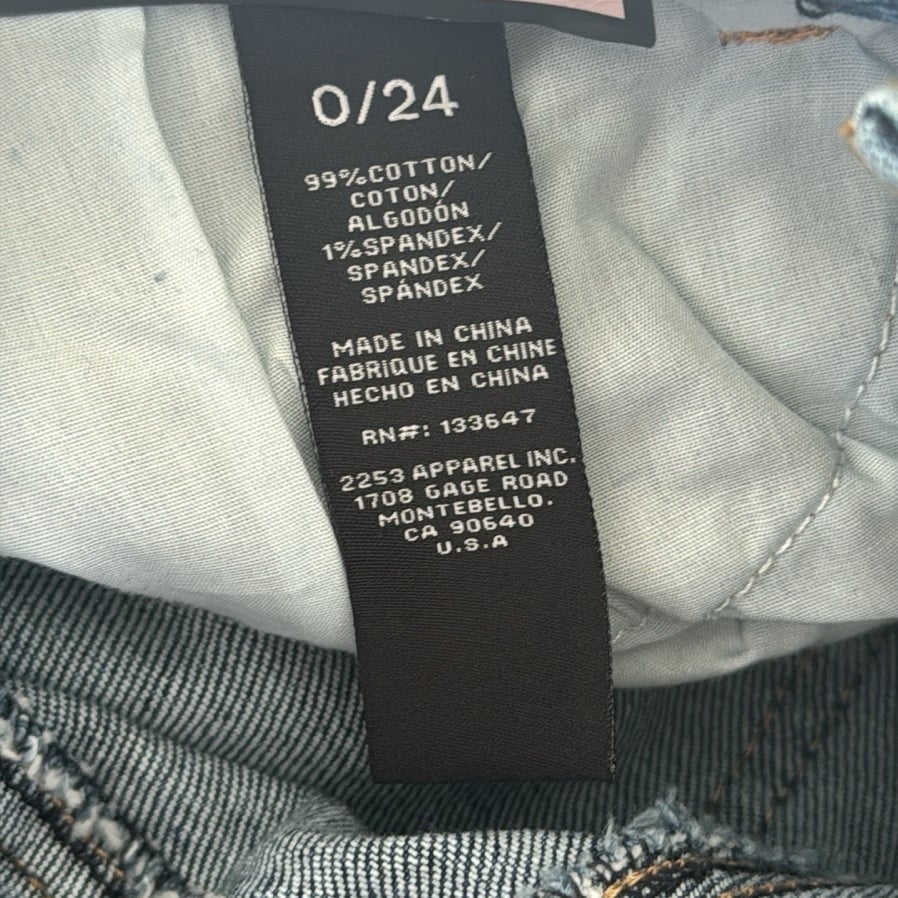 0/24
99%COTTON/
COTON/
ALGODÓN
1%SPANDEX/
SPANDEX/
SPÁNDEX
MADE IN CHINA
FABRIQUE EN CHINE
HECHO EN CHINA
RN#: 133647
2253 APPAREL INC.
1708 GAGE ROAD
MONTEBELLO.
CA 90640
U.S.A